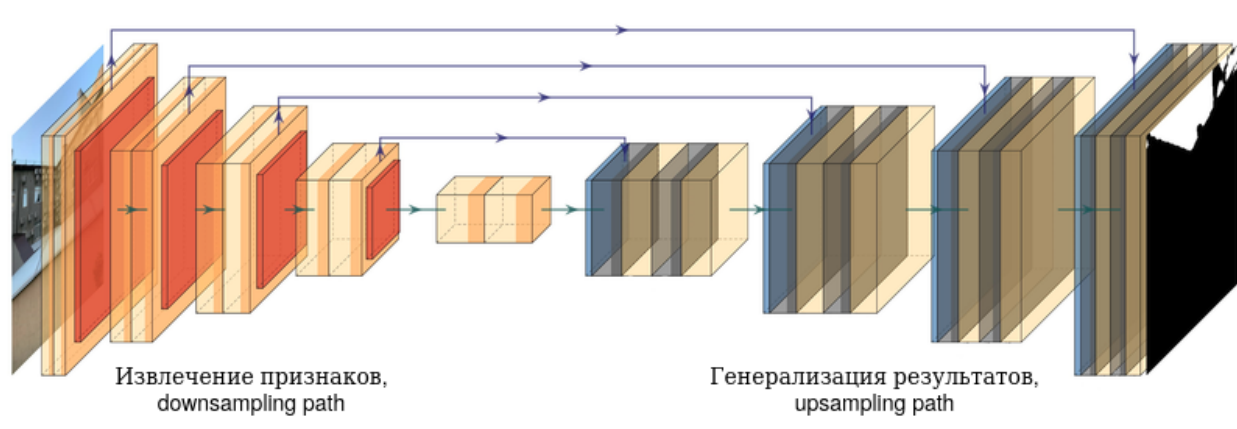 Извлечение признаков,
downsampling path
Генерализация результатов,
upsampling path